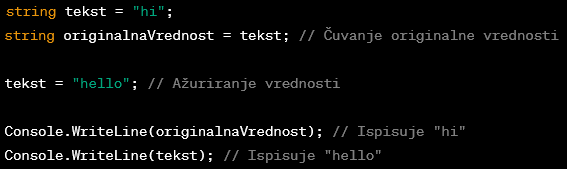 string tekst = "hi";
string originalnaVrednost = tekst; // Čuvanje originalne vrednosti
tekst = "hello"; // Ažuriranje vrednosti
Console.WriteLine(originalnaVrednost); // Ispisuje "hi"
Console.WriteLine(tekst); // Ispisuje "hello"